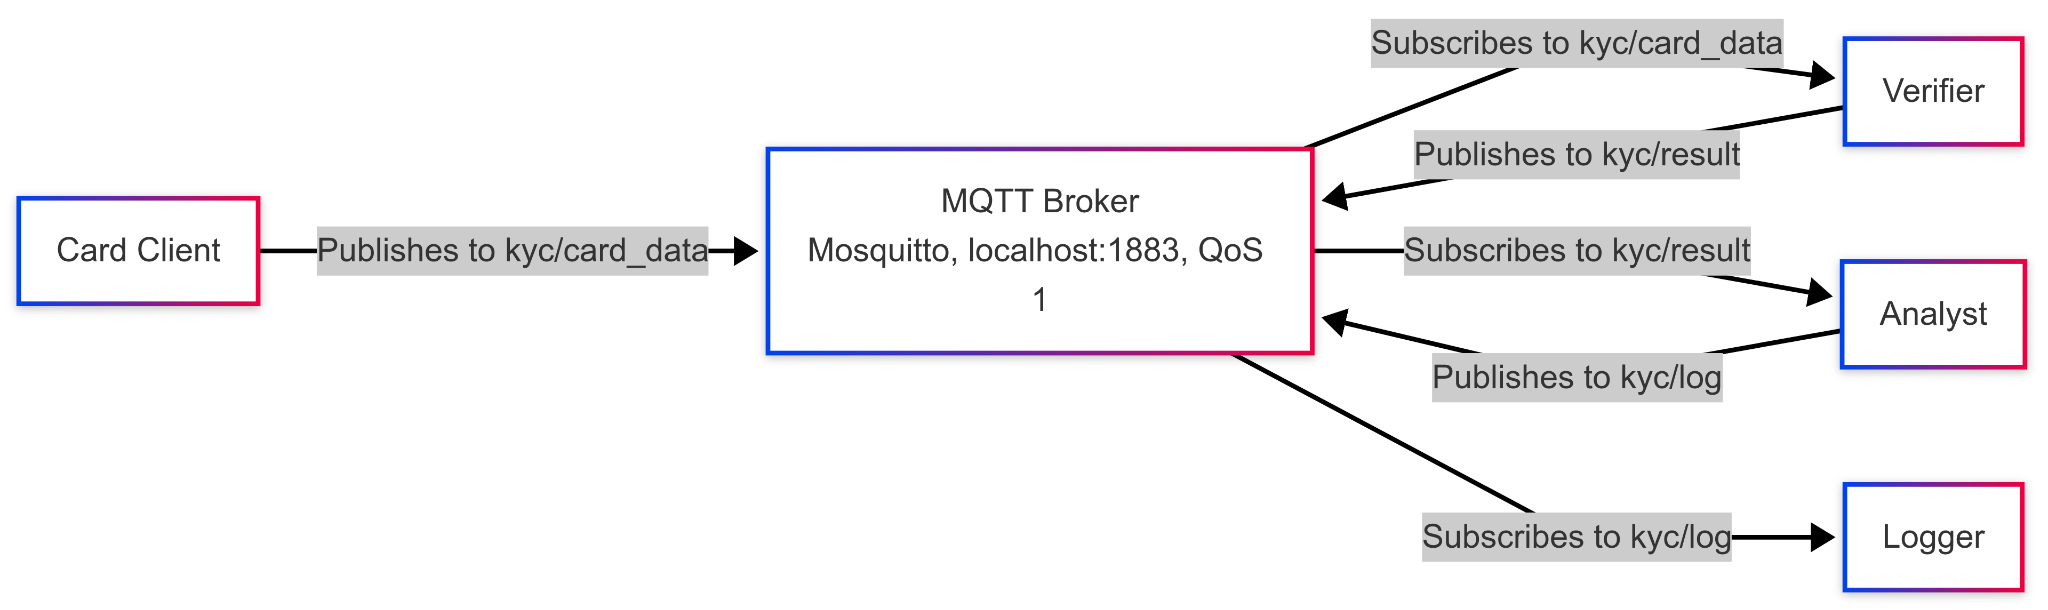 Subscribes to kyc/card_data
Verifier
Publishes to kyc/result
MQTT Broker
Mosquitto, localhost:1883, QoS
1
Card Client
Publishes to kyc/card_data
Subscribes to kyc/result
Analyst
Publishes to kyc/log
Subscribes to kyc/log
Logger